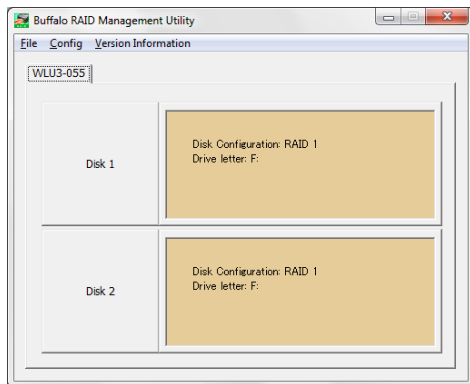 Buffalo RAID Management Utility
File Config Version Information
WLU3-055
Disk 1
Disk Configuration: RAID 1
Drive letter: F:
Disk 2
Disk Configuration: RAID 1
Drive letter: F: